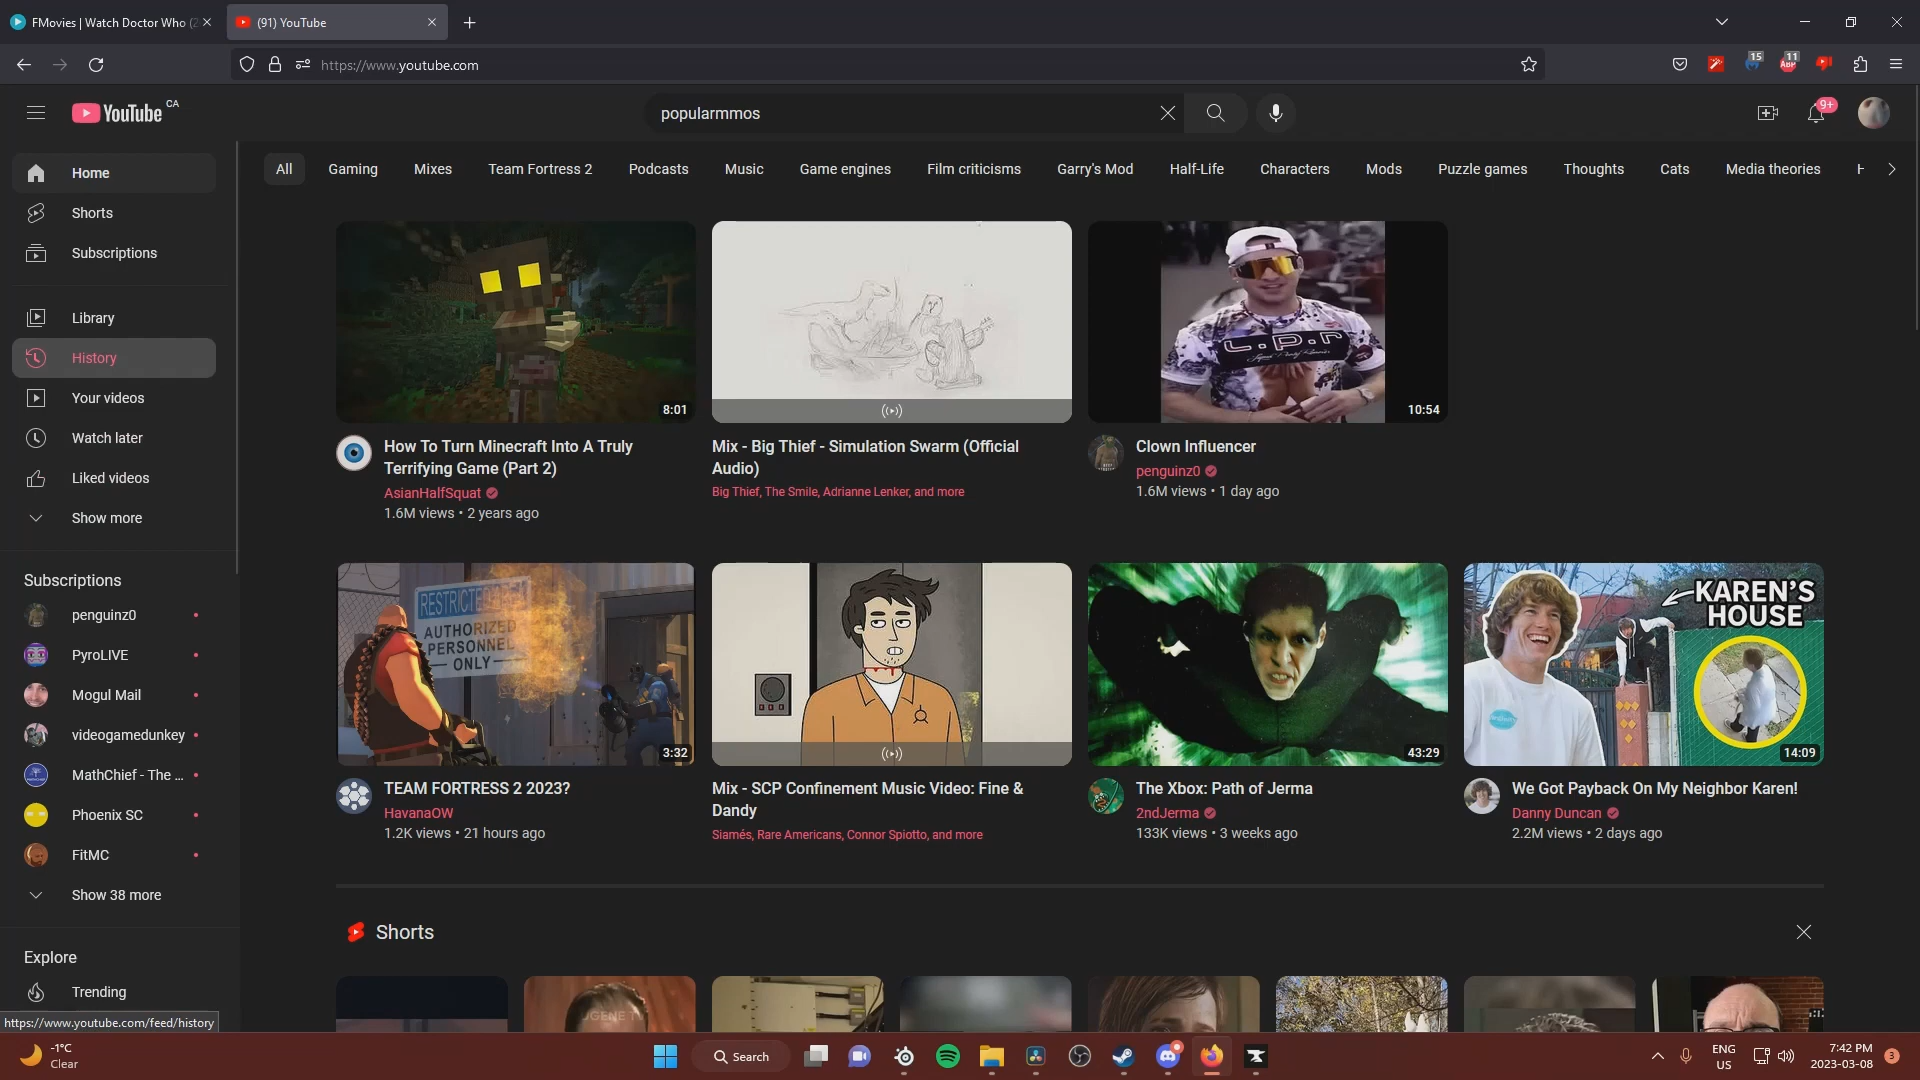 FMovies | Watch Doctor Who (2
(91) YouTube
https://www.youtube.com
15
11
ABP
YouTube CA
popularmmos
9+
Home
Shorts
Subscriptions
Library
History
Your videos
Watch later
Liked videos
Show more
Subscriptions
penguinz0
PyroLIVE
Mogul Mail
videogamedunkey
MathChief - The ...
Phoenix SC
FitMC
Show 38 more
Explore
Trending
https://www.youtube.com/feed/history
All
Gaming
Mixes
Team Fortress 2
Podcasts
Music
Game engines
Film criticisms
Garry's Mod
Half-Life
Characters
Mods
Puzzle games
Thoughts
Cats
Media theories
8:01
How To Turn Minecraft Into A Truly
Terrifying Game (Part 2)
AsianHalfSquat
1.6M views • 2 years ago
Mix - Big Thief - Simulation Swarm (Official
Audio)
Big Thief, The Smile, Adrianne Lenker, and more
L.P.R
10:54
Clown Influencer
penguinz0
1.6M views • 1 day ago
RESTRICTE
AUTHORIZED
PERSONNEL
ONLY
3:32
TEAM FORTRESS 2 2023?
HavanaOW
1.2K views • 21 hours ago
Mix - SCP Confinement Music Video: Fine &
Dandy
Siamés, Rare Americans, Connor Spiotto, and more
43:29
The Xbox: Path of Jerma
2ndJerma
133K views • 3 weeks ago
KAREN'S
HOUSE
14:09
We Got Payback On My Neighbor Karen!
Danny Duncan
2.2M views • 2 days ago
Shorts
-1°C
Clear
Search
ENG
US
7:42 PM
2023-03-08
3